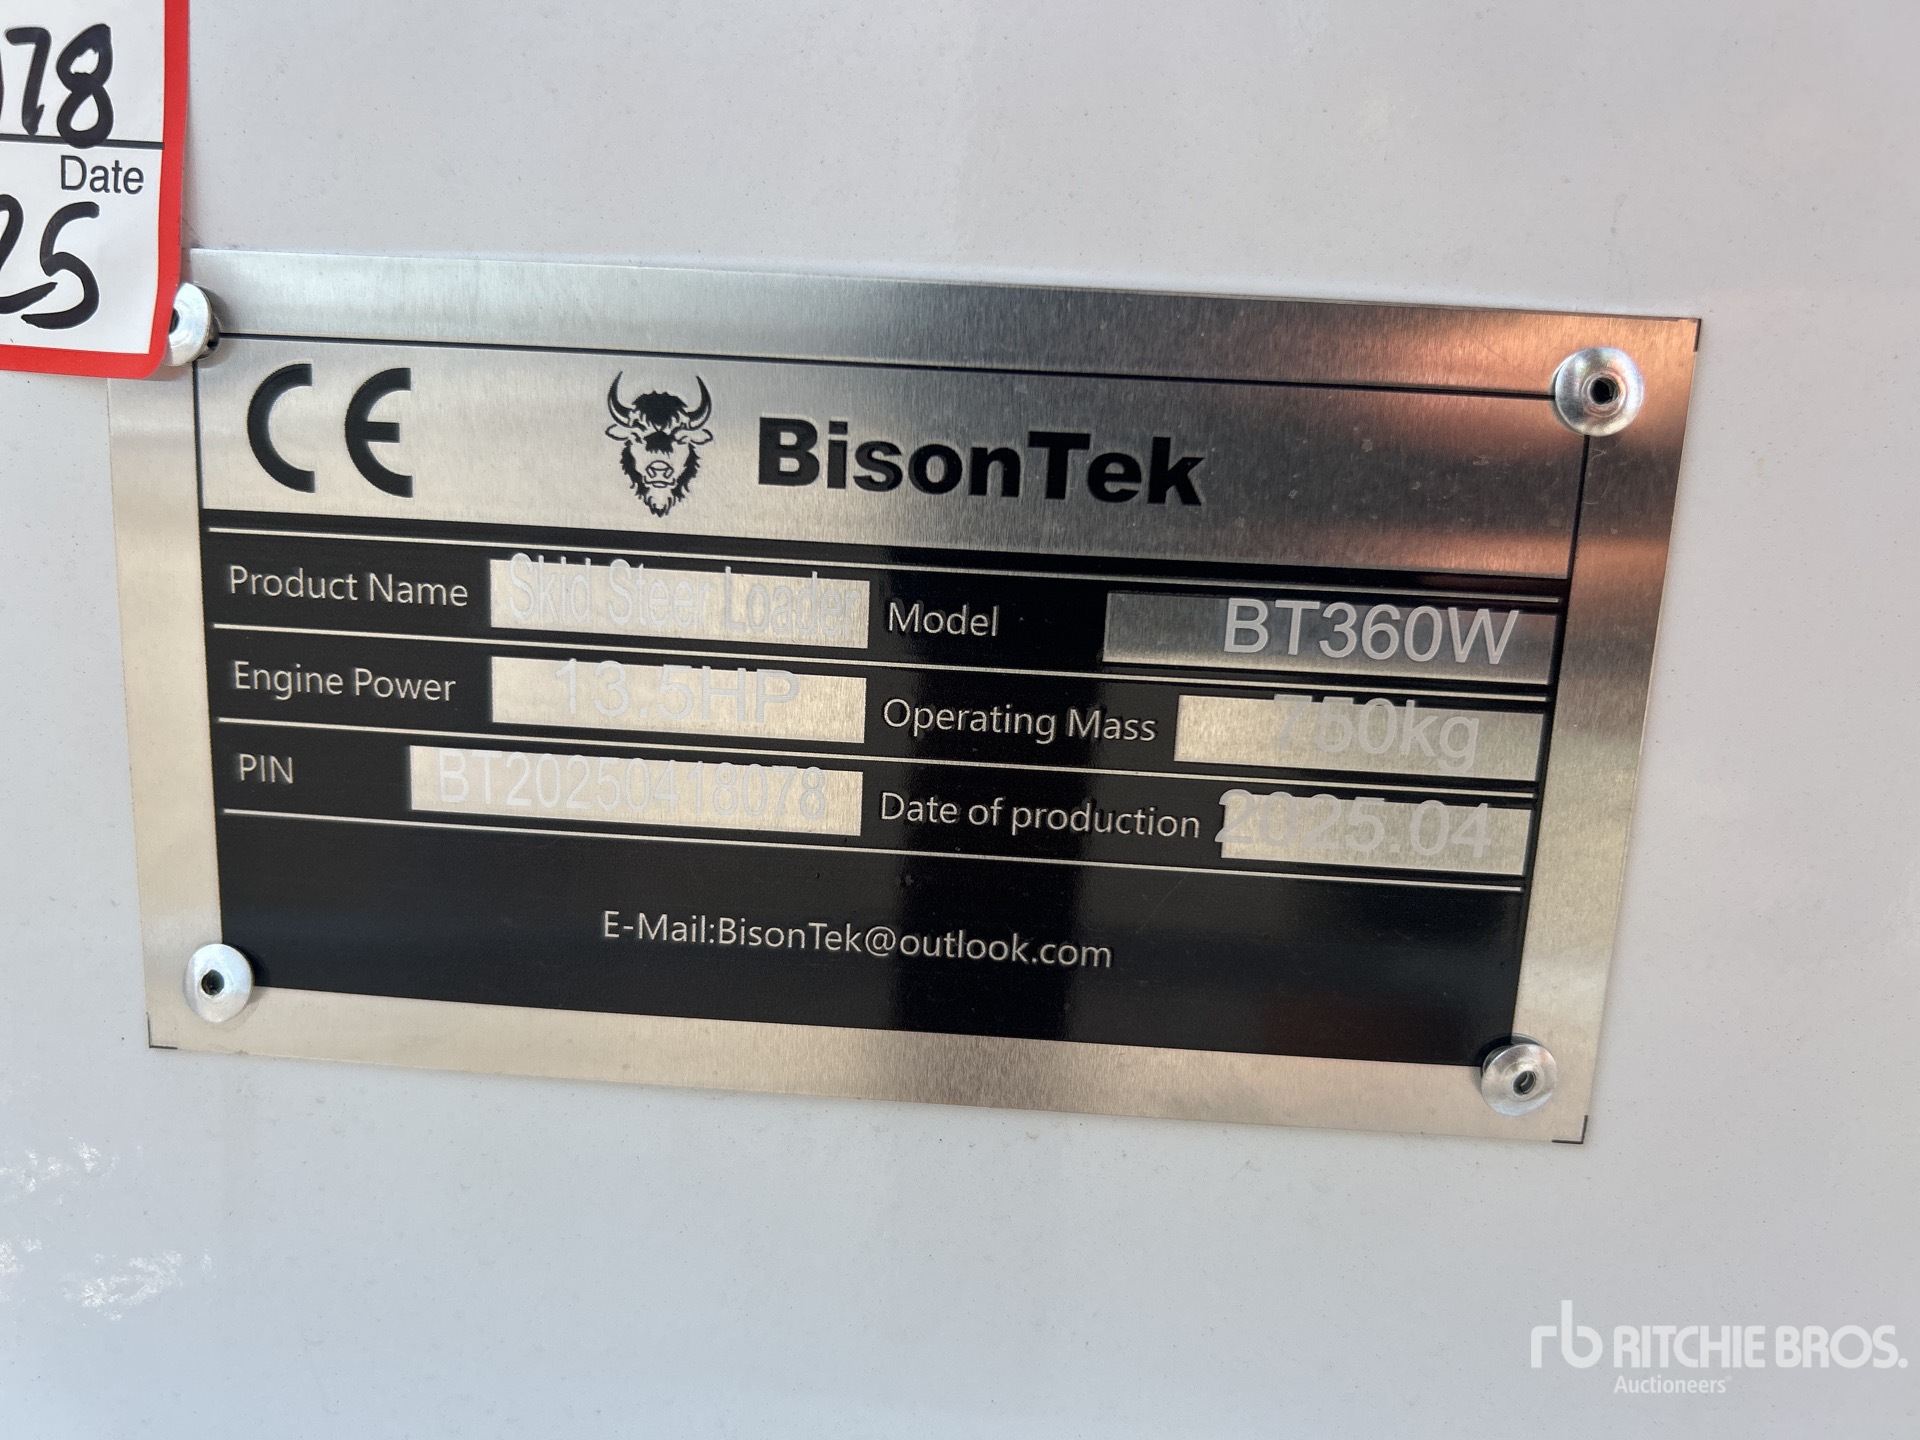 78
Date
25
CE BisonTek
Product Name Skid Steer Loader Model BT360W
Engine Power 13.5HP Operating Mass 750kg
PIN BT20250418078 Date of production 2025.04
E-Mail:BisonTek@outlook.com
rb RITCHIE BROS.
Auctioneers